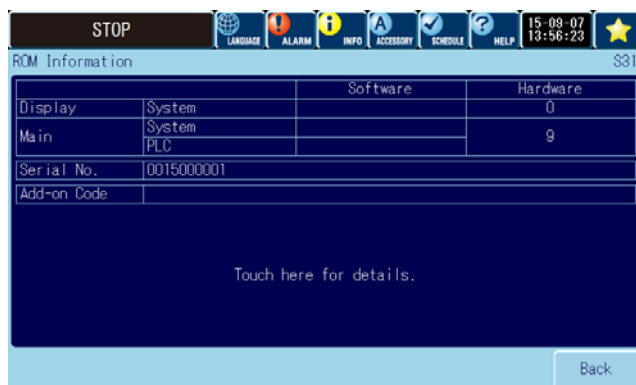 STOP LANGUAGE ALARM INFO ACCESSORY SCHEDULE HELP 15-09-07
13:56:23
ROM Information S31
Software Hardware
Display System 0
Main System 9
PLC
Serial No. 0015000001
Add-on Code
Touch here for details.
Back